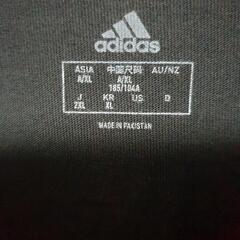 adidas
ASIA 中国尺码 AU/NZ
A/XL A/XL
185/104A
J KR US D
2XL XL
MADE IN PAKISTAN